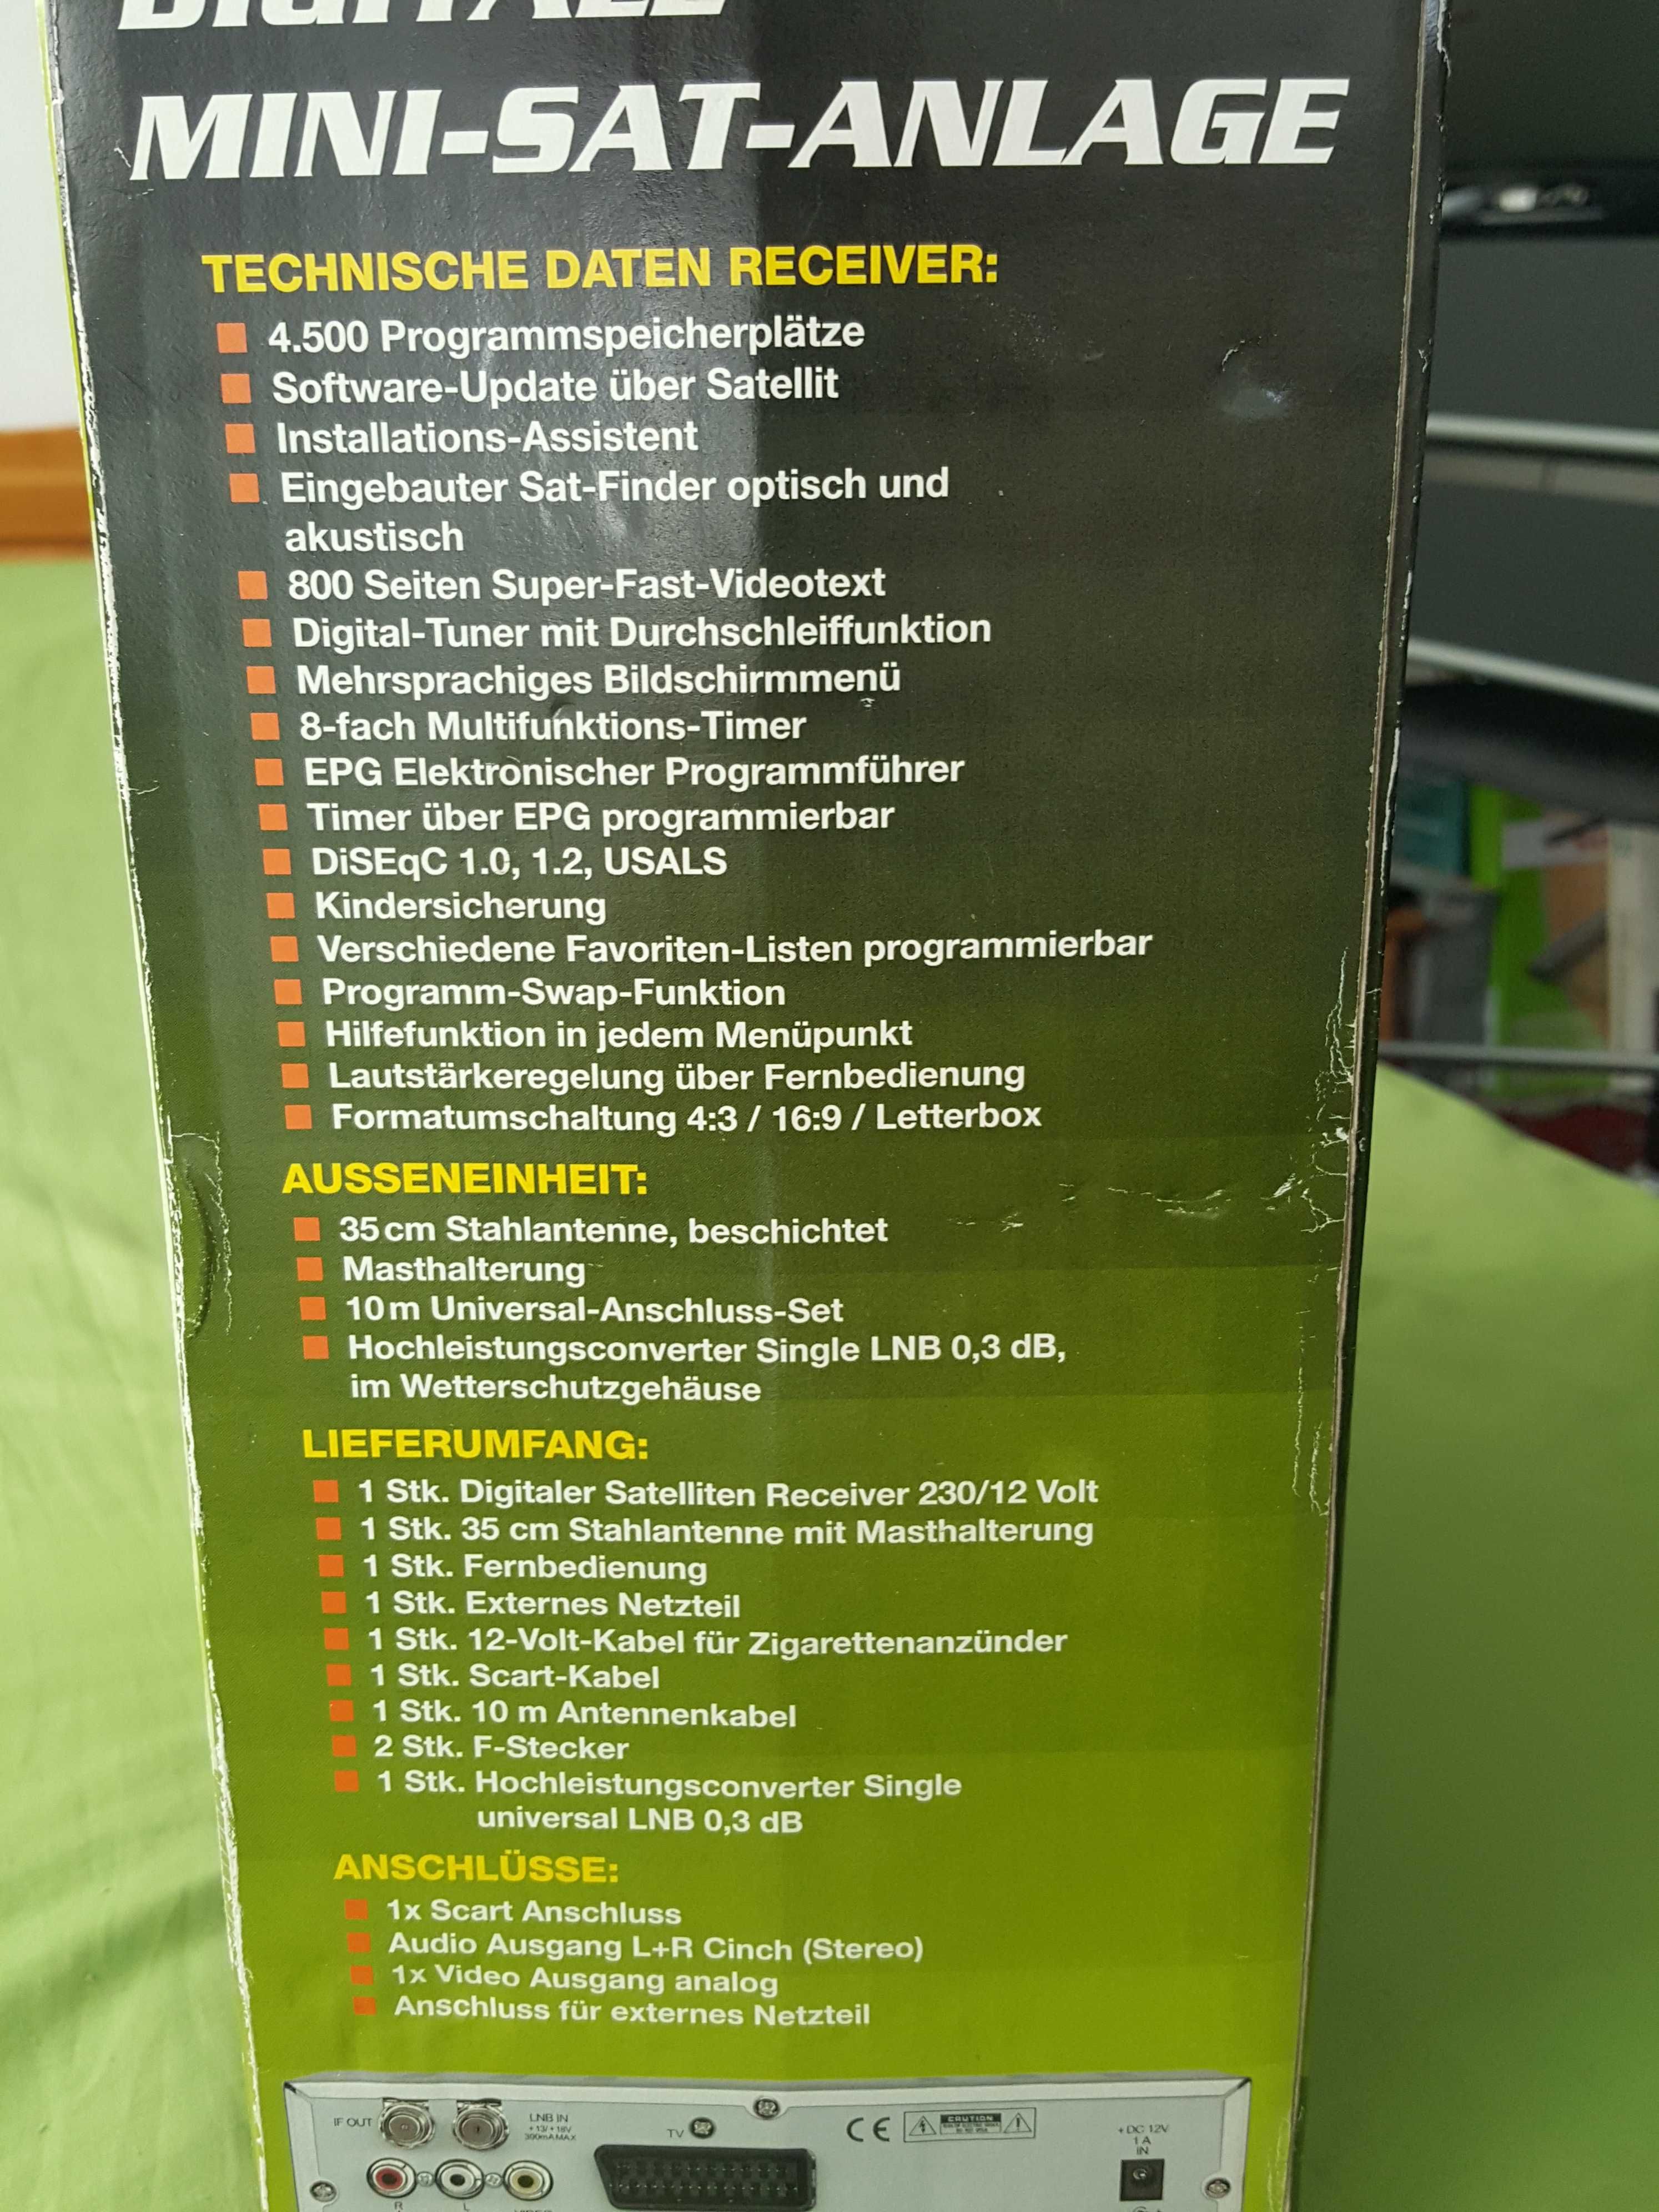 DIGITALE
MINI-SAT-ANLAGE
TECHNISCHE DATEN RECEIVER:
4.500 Programmspeicherplätze
Software-Update über Satellit
Installations-Assistent
Eingebauter Sat-Finder optisch und
akustisch
800 Seiten Super-Fast-Videotext
Digital-Tuner mit Durchschleiffunktion
Mehrsprachiges Bildschirmmenü
8-fach Multifunktions-Timer
EPG Elektronischer Programmführer
Timer über EPG programmierbar
DiSEqC 1.0, 1.2, USALS
Kindersicherung
Verschiedene Favoriten-Listen programmierbar
Programm-Swap-Funktion
Hilfefunktion in jedem Menüpunkt
Lautstärkeregelung über Fernbedienung
Formatumschaltung 4:3 / 16:9 / Letterbox
AUSSENEINHEIT:
35 cm Stahlantenne, beschichtet
Masthalterung
10 m Universal-Anschluss-Set
Hochleistungsconverter Single LNB 0,3 dB,
im Wetterschutzgehäuse
LIEFERUMFANG:
1 Stk. Digitaler Satelliten Receiver 230/12 Volt
1 Stk. 35 cm Stahlantenne mit Masthalterung
1 Stk. Fernbedienung
1 Stk. Externes Netzteil
1 Stk. 12-Volt-Kabel für Zigarettenanzünder
1 Stk. Scart-Kabel
1 Stk. 10 m Antennenkabel
2 Stk. F-Stecker
1 Stk. Hochleistungsconverter Single
universal LNB 0,3 dB
ANSCHLÜSSE:
1x Scart Anschluss
Audio Ausgang L+R Cinch (Stereo)
1x Video Ausgang analog
Anschluss für externes Netzteil
IF OUT
LNB IN
+13/+18V
300mA MAX
TV
CE
CAUTION
+ DC 12V
1 A
IN
R
L
VIDEO